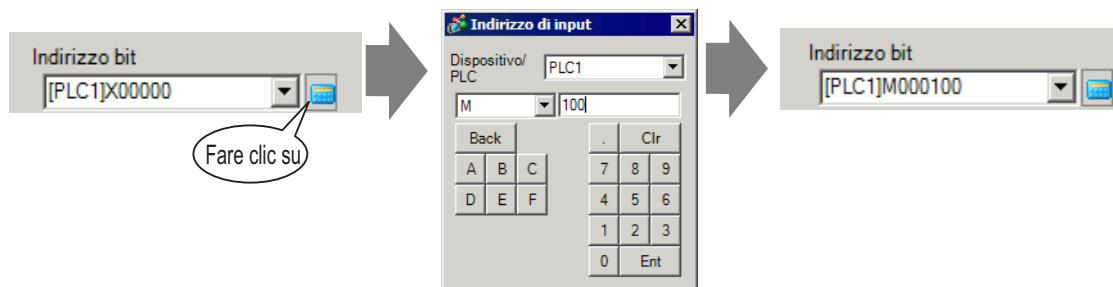 Indirizzo bit
[PLC1]X00000
Fare clic su
Indirizzo di input
Dispositivo/
PLC
PLC1
M
100
Back
. Clr
A B C 7 8 9
D E F 4 5 6
1 2 3
0 Ent
Indirizzo bit
[PLC1]M000100